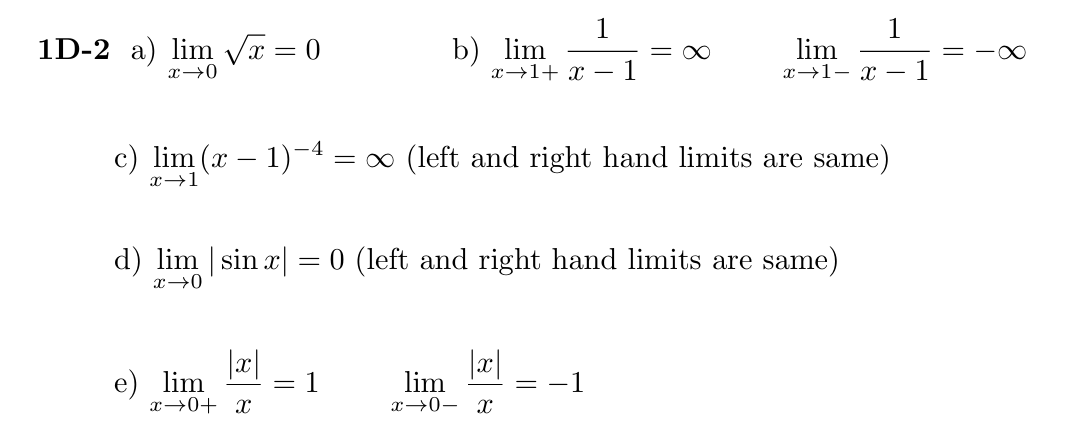 1D-2 a) lim_{x→0} √x = 0 b) lim_{x→1+} 1/(x − 1) = ∞ lim_{x→1−} 1/(x − 1) = −∞
c) lim_{x→1} (x − 1)^{−4} = ∞ (left and right hand limits are same)
d) lim_{x→0} | sin x| = 0 (left and right hand limits are same)
e) lim_{x→0+} |x|/x = 1 lim_{x→0−} |x|/x = −1